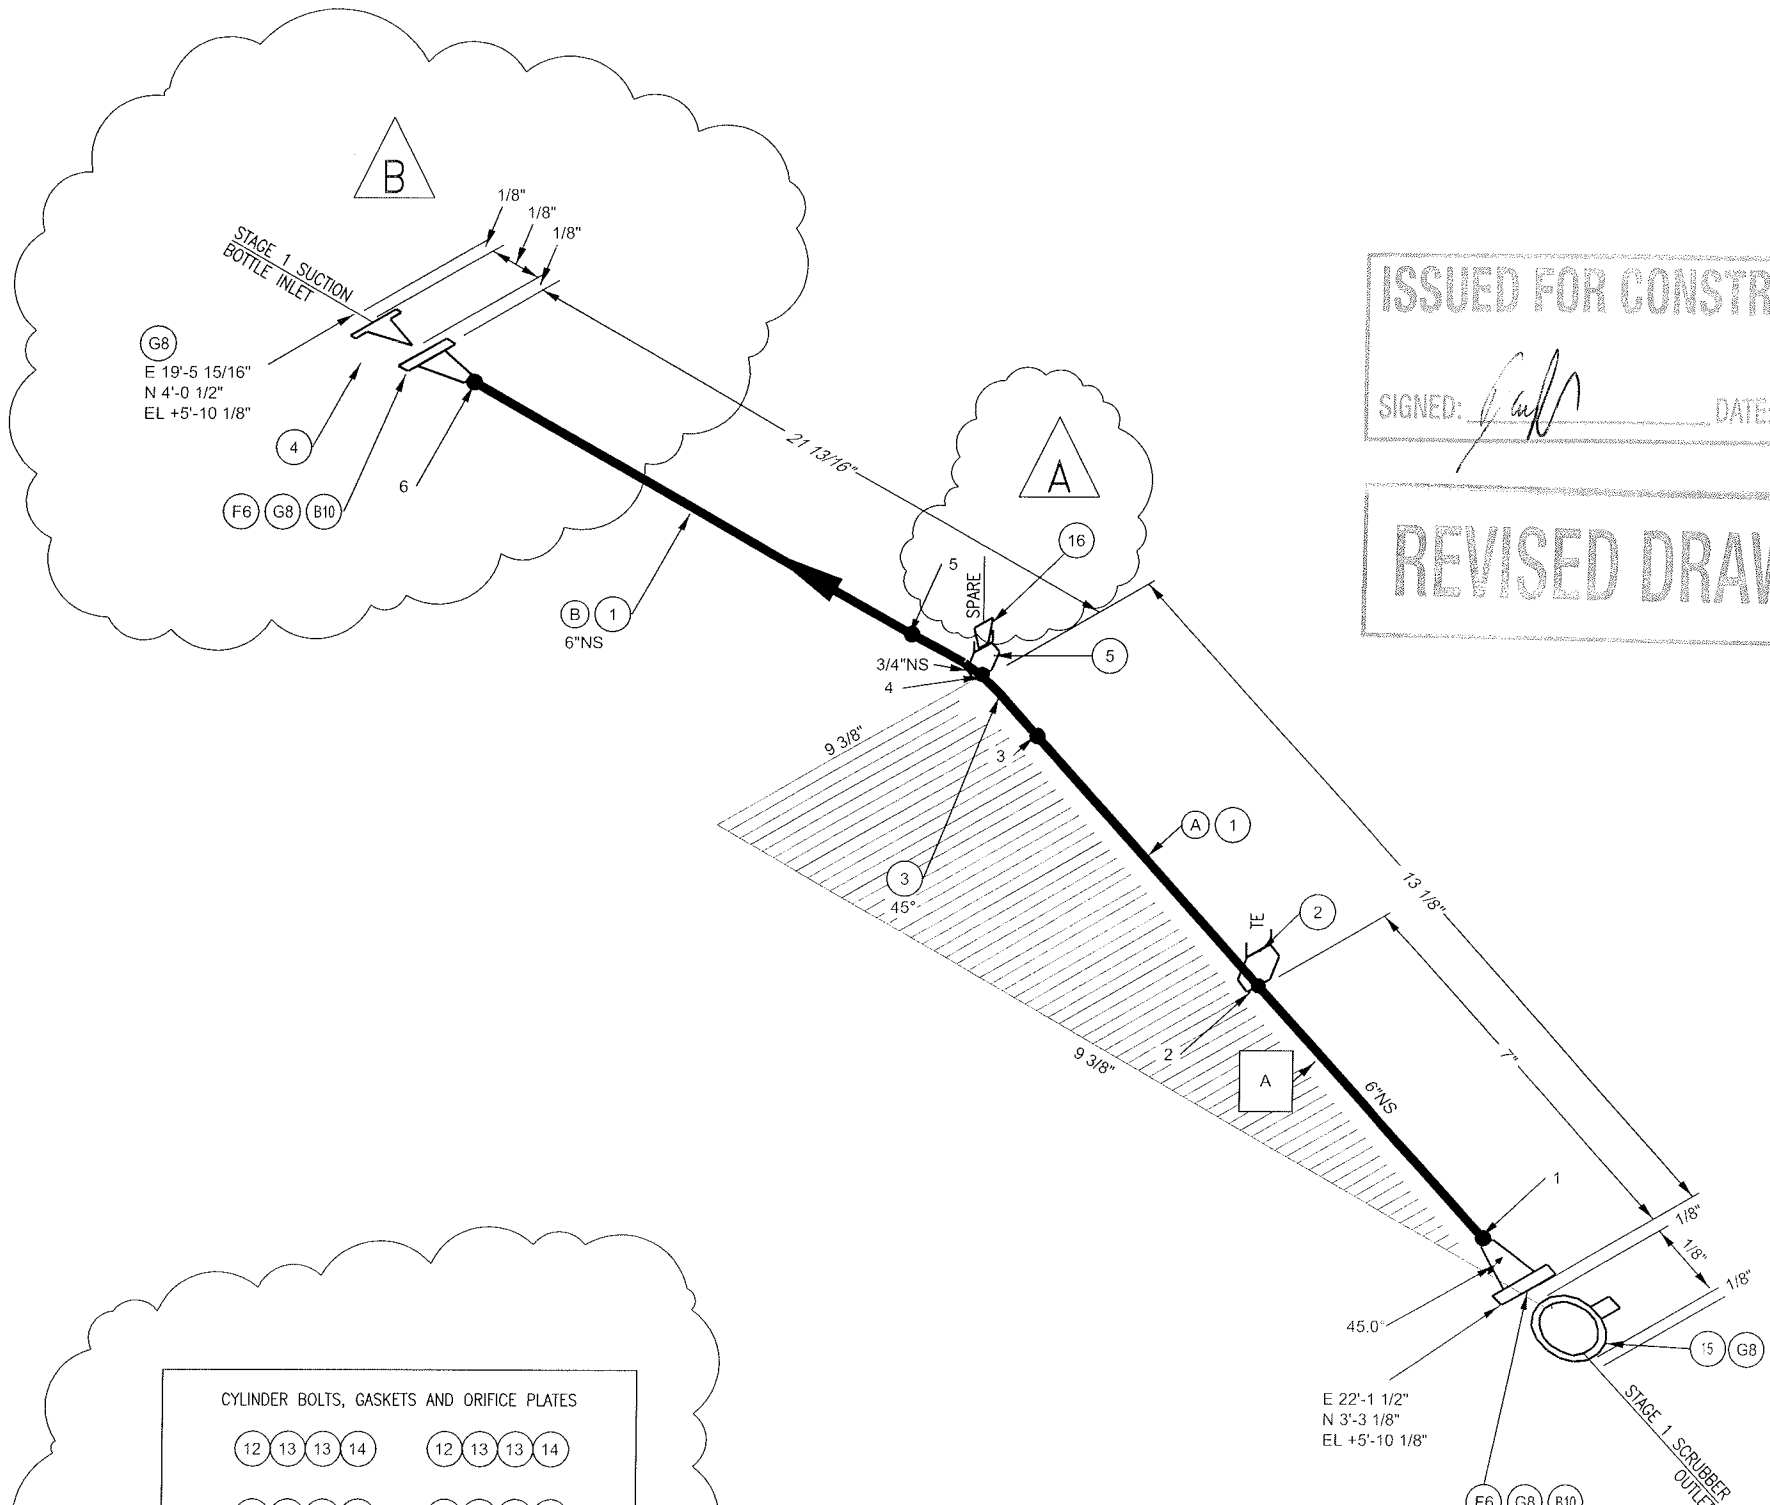 B
1/8"
1/8"
1/8"
STAGE 1 SUCTION
BOTTLE INLET
G8
E 19'-5 15/16"
N 4'-0 1/2"
EL +5'-10 1/8"
4
F6 G8 B10
6
21 13/16"
A
16
SPARE
5
B 1
6"NS
3/4"NS
4
5
9 3/8"
3
ISSUED FOR CONSTR
SIGNED: DATE:
REVISED DRAW
A 1
3
45°
13 1/8"
TE
2
7"
9 3/8"
2
A
6"NS
1
1/8"
1/8"
1/8"
45.0°
15 G8
E 22'-1 1/2"
N 3'-3 1/8"
EL +5'-10 1/8"
STAGE 1 SCRUBBER
OUTLET
F6 G8 B10
CYLINDER BOLTS, GASKETS AND ORIFICE PLATES
12 13 13 14 12 13 13 14